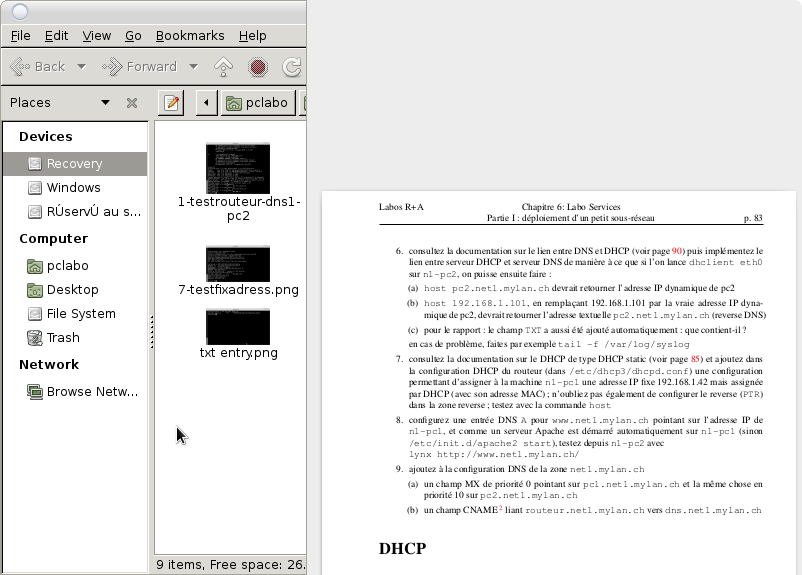 File Edit View Go Bookmarks Help
Back Forward
Places
pclabo
Devices
Recovery
Windows
RÚservÚ au s...
Computer
pclabo
Desktop
File System
Trash
Network
Browse Netw...
1-testrouteur-dns1-
pc2
7-testfixadress.png
txt entry.png
9 items, Free space: 26.
Labos R+A
Chapitre 6: Labo Services
Partie I : déploiement d'un petit sous-réseau
p. 83
6. consultez la documentation sur le lien entre DNS et DHCP (voir page 90) puis implémentez le
lien entre serveur DHCP et serveur DNS de manière à ce que si l'on lance dhclient eth0
sur n1-pc2, on puisse ensuite faire :
(a) host pc2.net1.mylan.ch devrait retourner l'adresse IP dynamique de pc2
(b) host 192.168.1.101, en remplaçant 192.168.1.101 par la vraie adresse IP dyna-
mique de pc2, devrait retourner l'adresse textuelle pc2.net1.mylan.ch (reverse DNS)
(c) pour le rapport : le champ TXT a aussi été ajouté automatiquement : que contient-il ?
en cas de problème, faites par exemple tail -f /var/log/syslog
7. consultez la documentation sur le DHCP de type DHCP static (voir page 85) et ajoutez dans
la configuration DHCP du routeur (dans /etc/dhcp3/dhcpd.conf) une configuration
permettant d'assigner à la machine n1-pc1 une adresse IP fixe 192.168.1.42 mais assignée
par DHCP (avec son adresse MAC) ; n'oubliez pas également de configurer le reverse (PTR)
dans la zone reverse ; testez avec la commande host
8. configurez une entrée DNS A pour www.net1.mylan.ch pointant sur l'adresse IP de
n1-pc1, et comme un serveur Apache est démarré automatiquement sur n1-pc1 (sinon
/etc/init.d/apache2 start), testez depuis n1-pc2 avec
lynx http://www.net1.mylan.ch/
9. ajoutez à la configuration DNS de la zone net1.mylan.ch
(a) un champ MX de priorité 0 pointant sur pc1.net1.mylan.ch et la même chose en
priorité 10 sur pc2.net1.mylan.ch
(b) un champ CNAME 2 liant routeur.net1.mylan.ch vers dns.net1.mylan.ch
DHCP